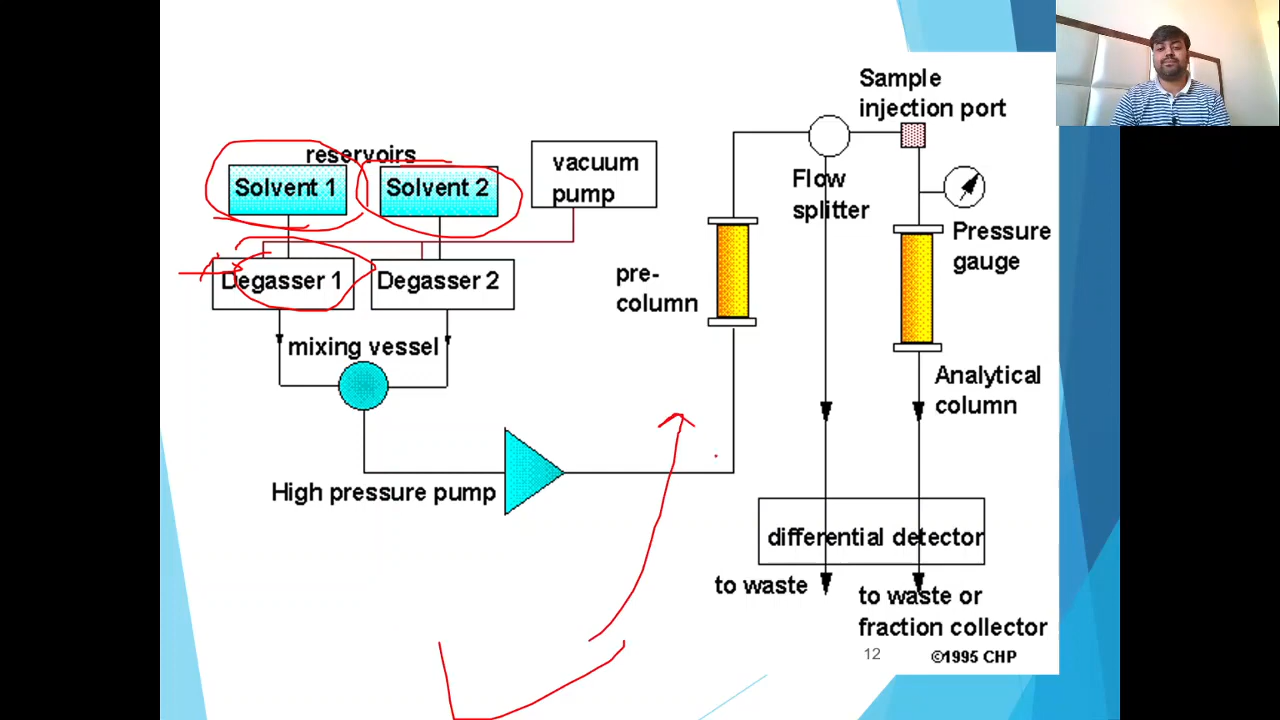 Sample
injection port
reservoirs
Solvent 1
Solvent 2
vacuum
pump
Flow
splitter
Pressure
gauge
Degasser 1
Degasser 2
pre-
column
mixing vessel
Analytical
column
High pressure pump
differential detector
to waste
to waste or
fraction collector
12
©1995 CHP